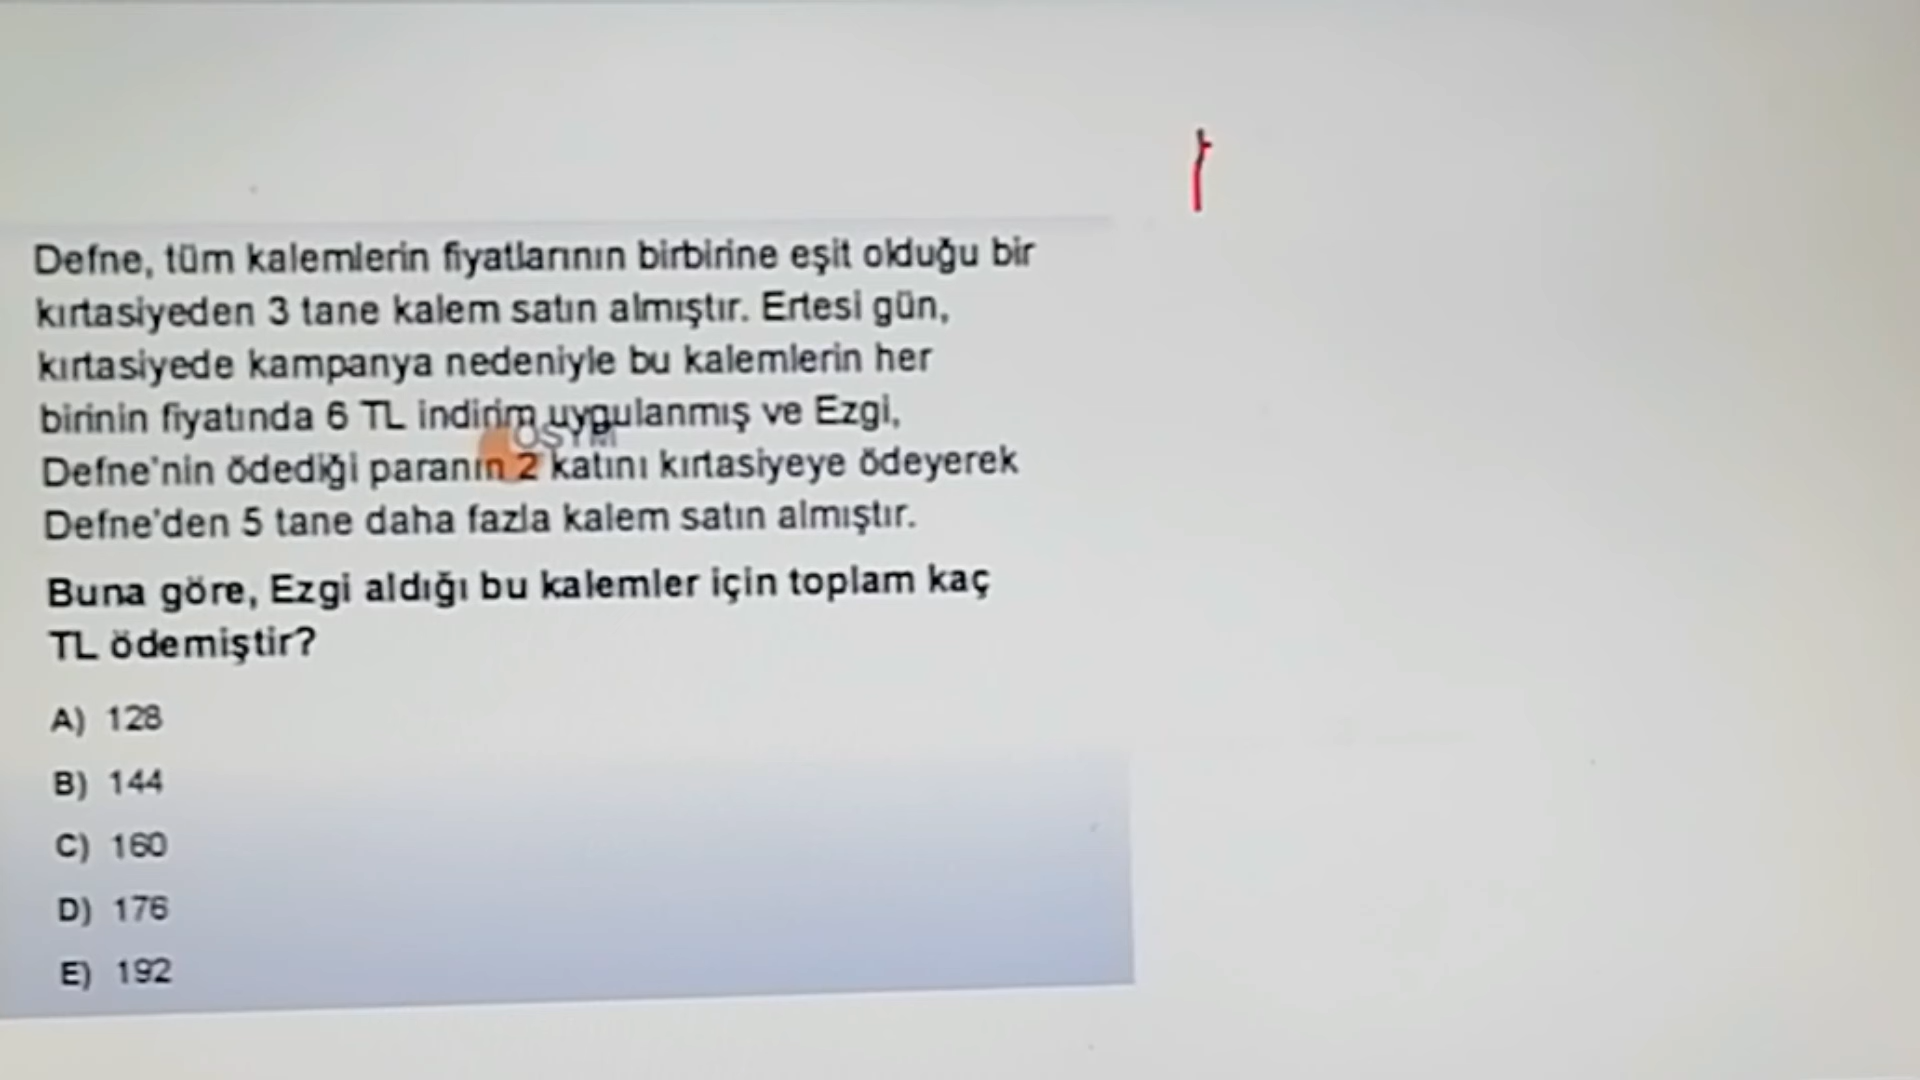 Defne, tüm kalemlerin fiyatlarının birbirine eşit olduğu bir
kırtasiyeden 3 tane kalem satın almıştır. Ertesi gün,
kırtasiyede kampanya nedeniyle bu kalemlerin her
birinin fiyatında 6 TL indirim uygulanmış ve Ezgi,
ÖSYM
Defne'nin ödediği paranın 2 katını kırtasiyeye ödeyerek
Defne'den 5 tane daha fazla kalem satın almıştır.
Buna göre, Ezgi aldığı bu kalemler için toplam kaç
TL ödemiştir?
A) 128
B) 144
C) 160
D) 176
E) 192